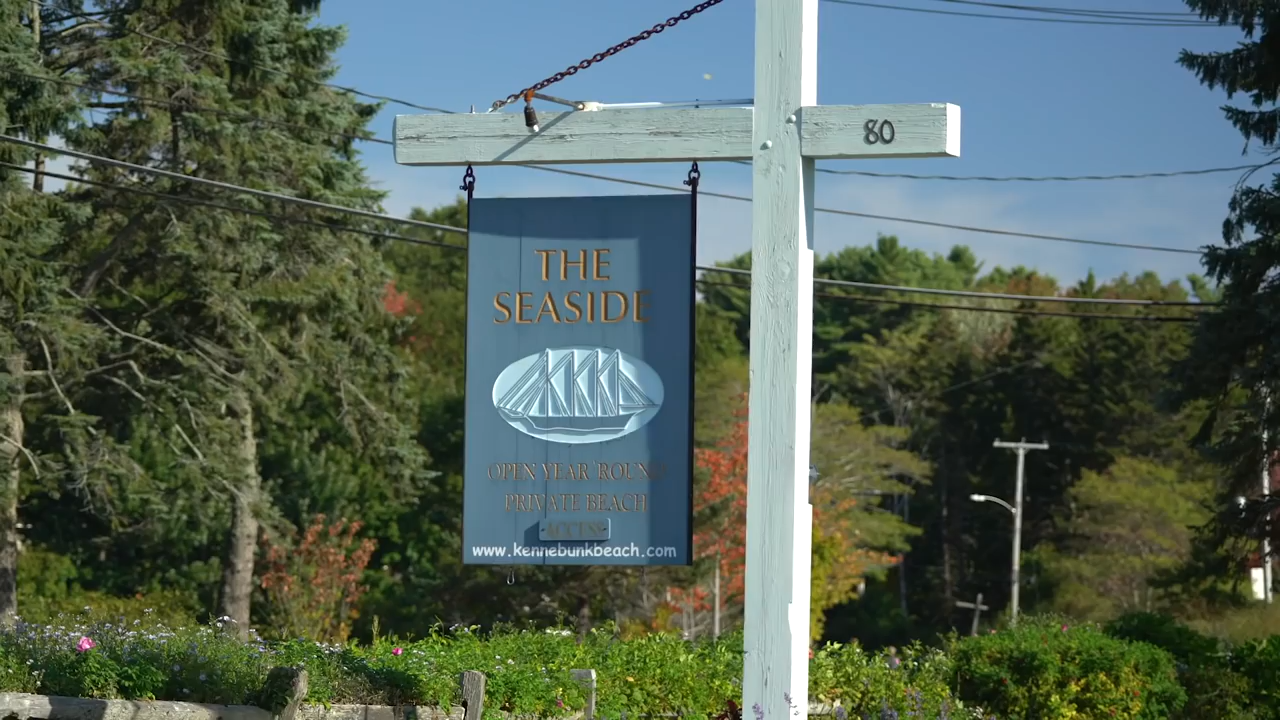 80
THE
SEASIDE
OPEN YEAR ROUND
PRIVATE BEACH
ACCESS
www.kennebunkbeach.com